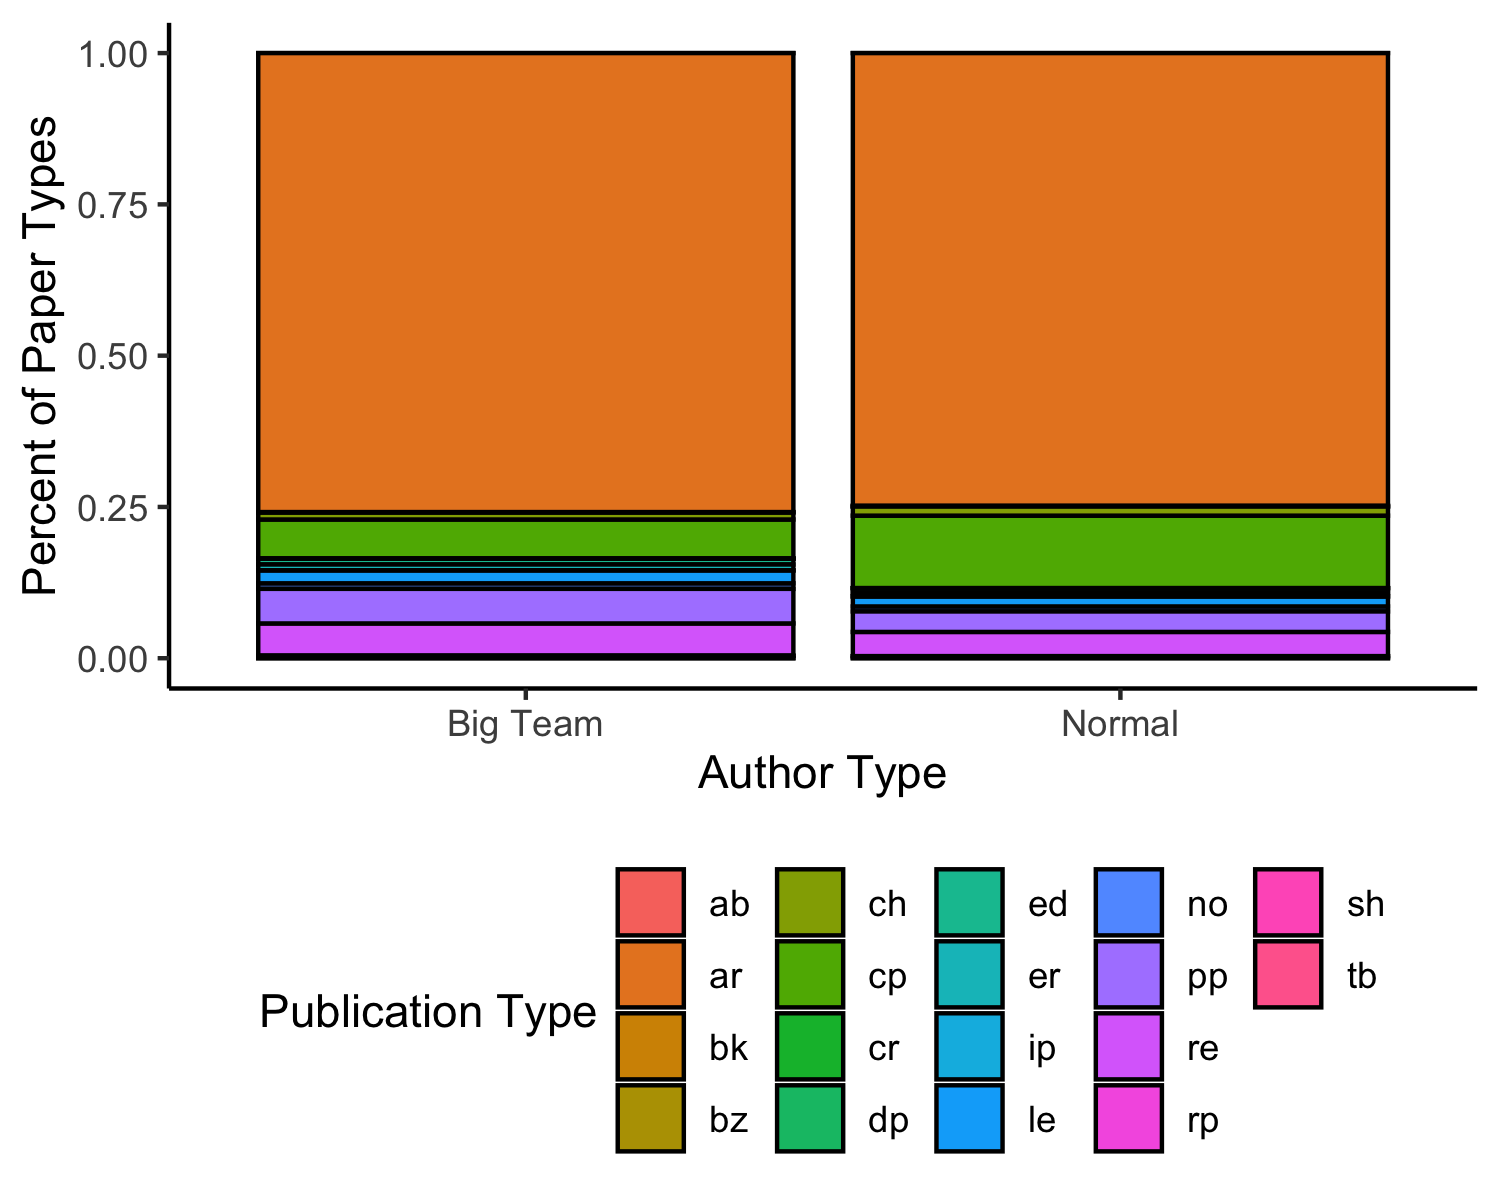 Percent of Paper Types
1.00
0.75
0.50
0.25
0.00
Big Team Normal
Author Type
Publication Type
ab ch ed no sh
ar cp er pp tb
bk cr ip re
bz dp le rp